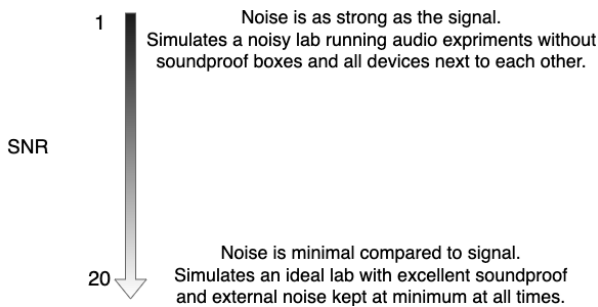 1
Noise is as strong as the signal.
Simulates a noisy lab running audio expriments without
soundproof boxes and all devices next to each other.
SNR
20
Noise is minimal compared to signal.
Simulates an ideal lab with excellent soundproof
and external noise kept at minimum at all times.